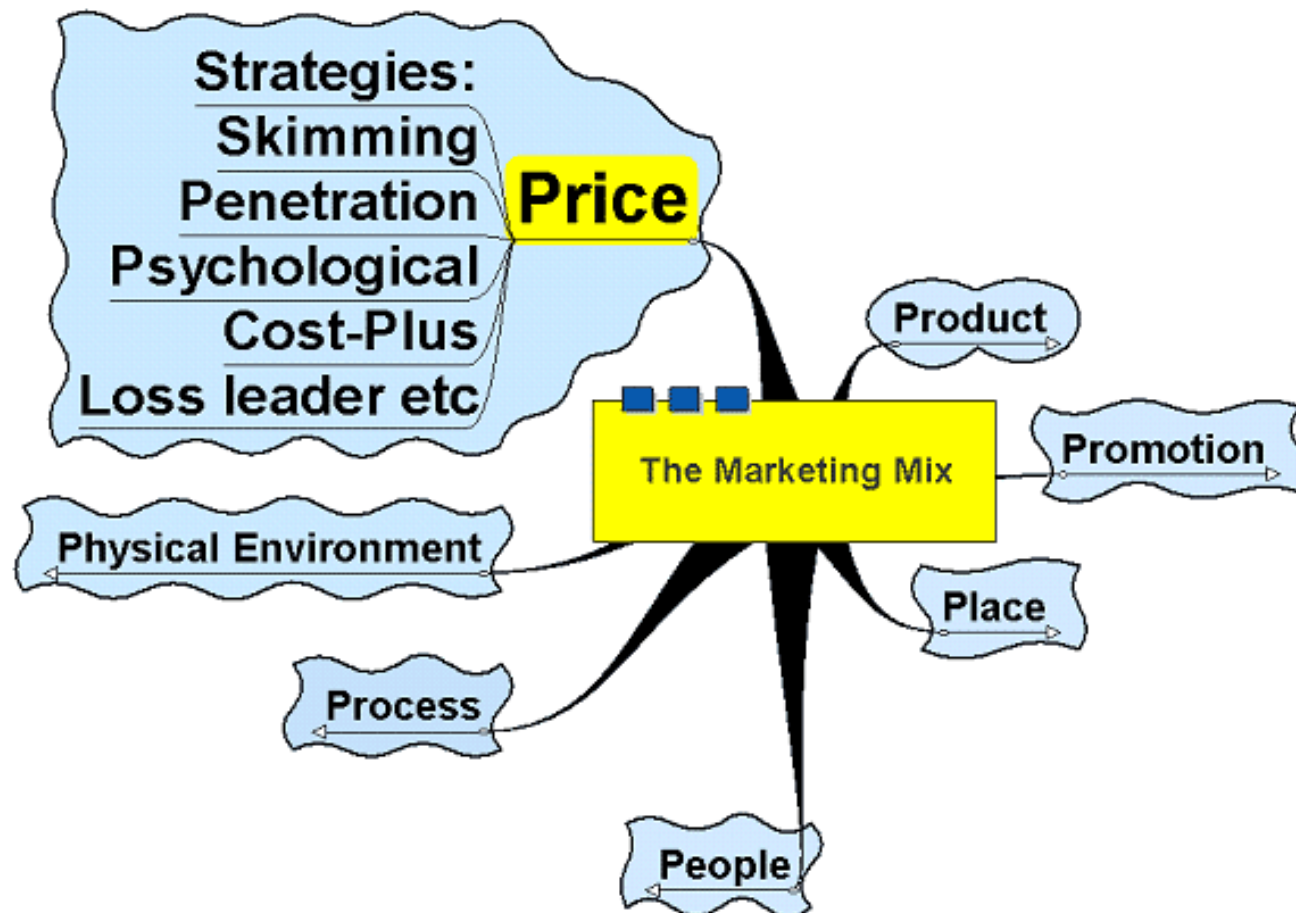 Strategies:
Skimming
Penetration
Psychological
Cost-Plus
Loss leader etc
Price
Product
The Marketing Mix
Promotion
Physical Environment
Place
Process
People